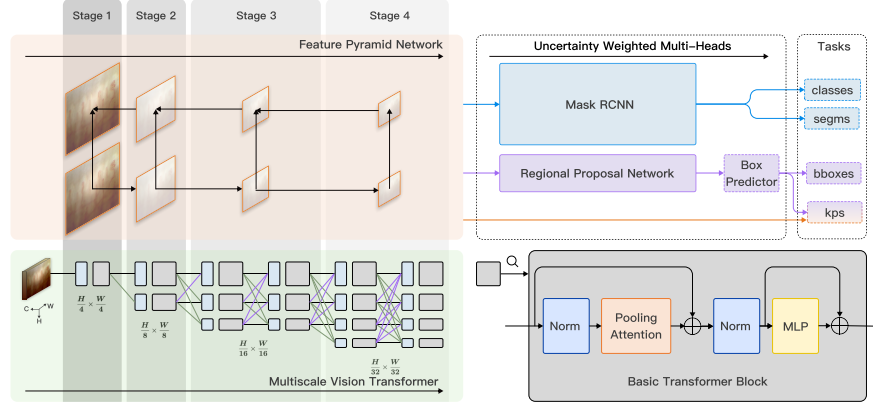 Stage 1
Stage 2
Stage 3
Stage 4
Feature Pyramid Network
Uncertainty Weighted Multi-Heads
Tasks
Mask RCNN
classes
segms
Regional Proposal Network
Box
Predictor
bboxes
kps
C
W
H
H/4 × W/4
H/8 × W/8
H/16 × W/16
H/32 × W/32
Multiscale Vision Transformer
Norm
Pooling
Attention
Norm
MLP
Basic Transformer Block